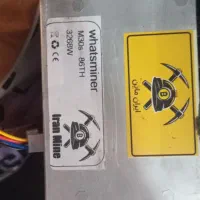 whatsminer
M30s - 86TH
3268W
Iran Mine
ایران ماین